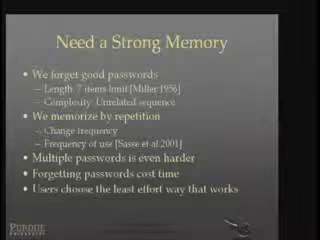 Need a Strong Memory
• We forget good passwords
– Length: 7 items limit [Miller 1956]
– Complexity: Unrelated sequence
• We memorize by repetition
– Change frequency
– Frequency of use [Sasse et al 2001]
• Multiple passwords is even harder
• Forgetting passwords cost time
• Users choose the least effort way that works
PURDUE